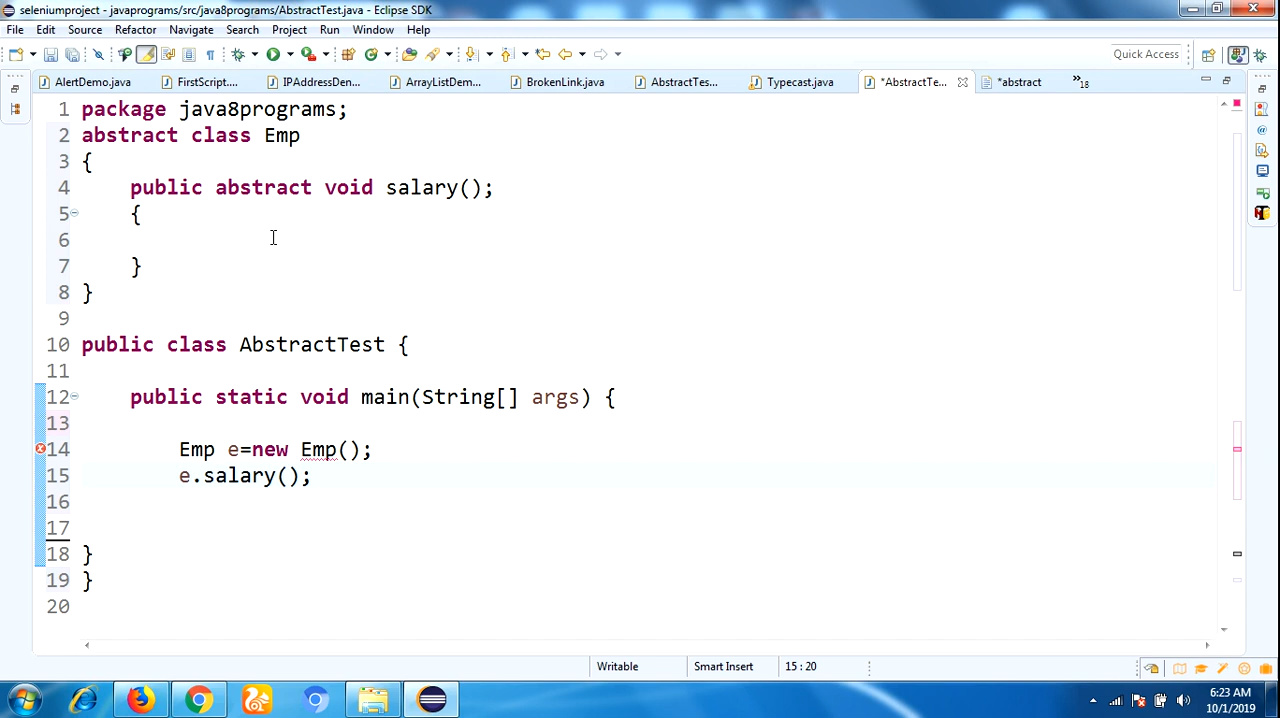 seleniumproject - javaprograms/src/java8programs/AbstractTest.java - Eclipse SDK
File Edit Source Refactor Navigate Search Project Run Window Help
Quick Access
AlertDemo.java FirstScript.... IPAddressDen... ArrayListDemo... BrokenLink.java AbstractTes... Typecast.java *AbstractTe... *abstract »18
1 package java8programs;
2 abstract class Emp
3 {
4 public abstract void salary();
5 {
6
7 }
8 }
9
10 public class AbstractTest {
11
12 public static void main(String[] args) {
13
14 Emp e=new Emp();
15 e.salary();
16
17
18 }
19 }
20
Writable Smart Insert 15 : 20
6:23 AM
10/1/2019